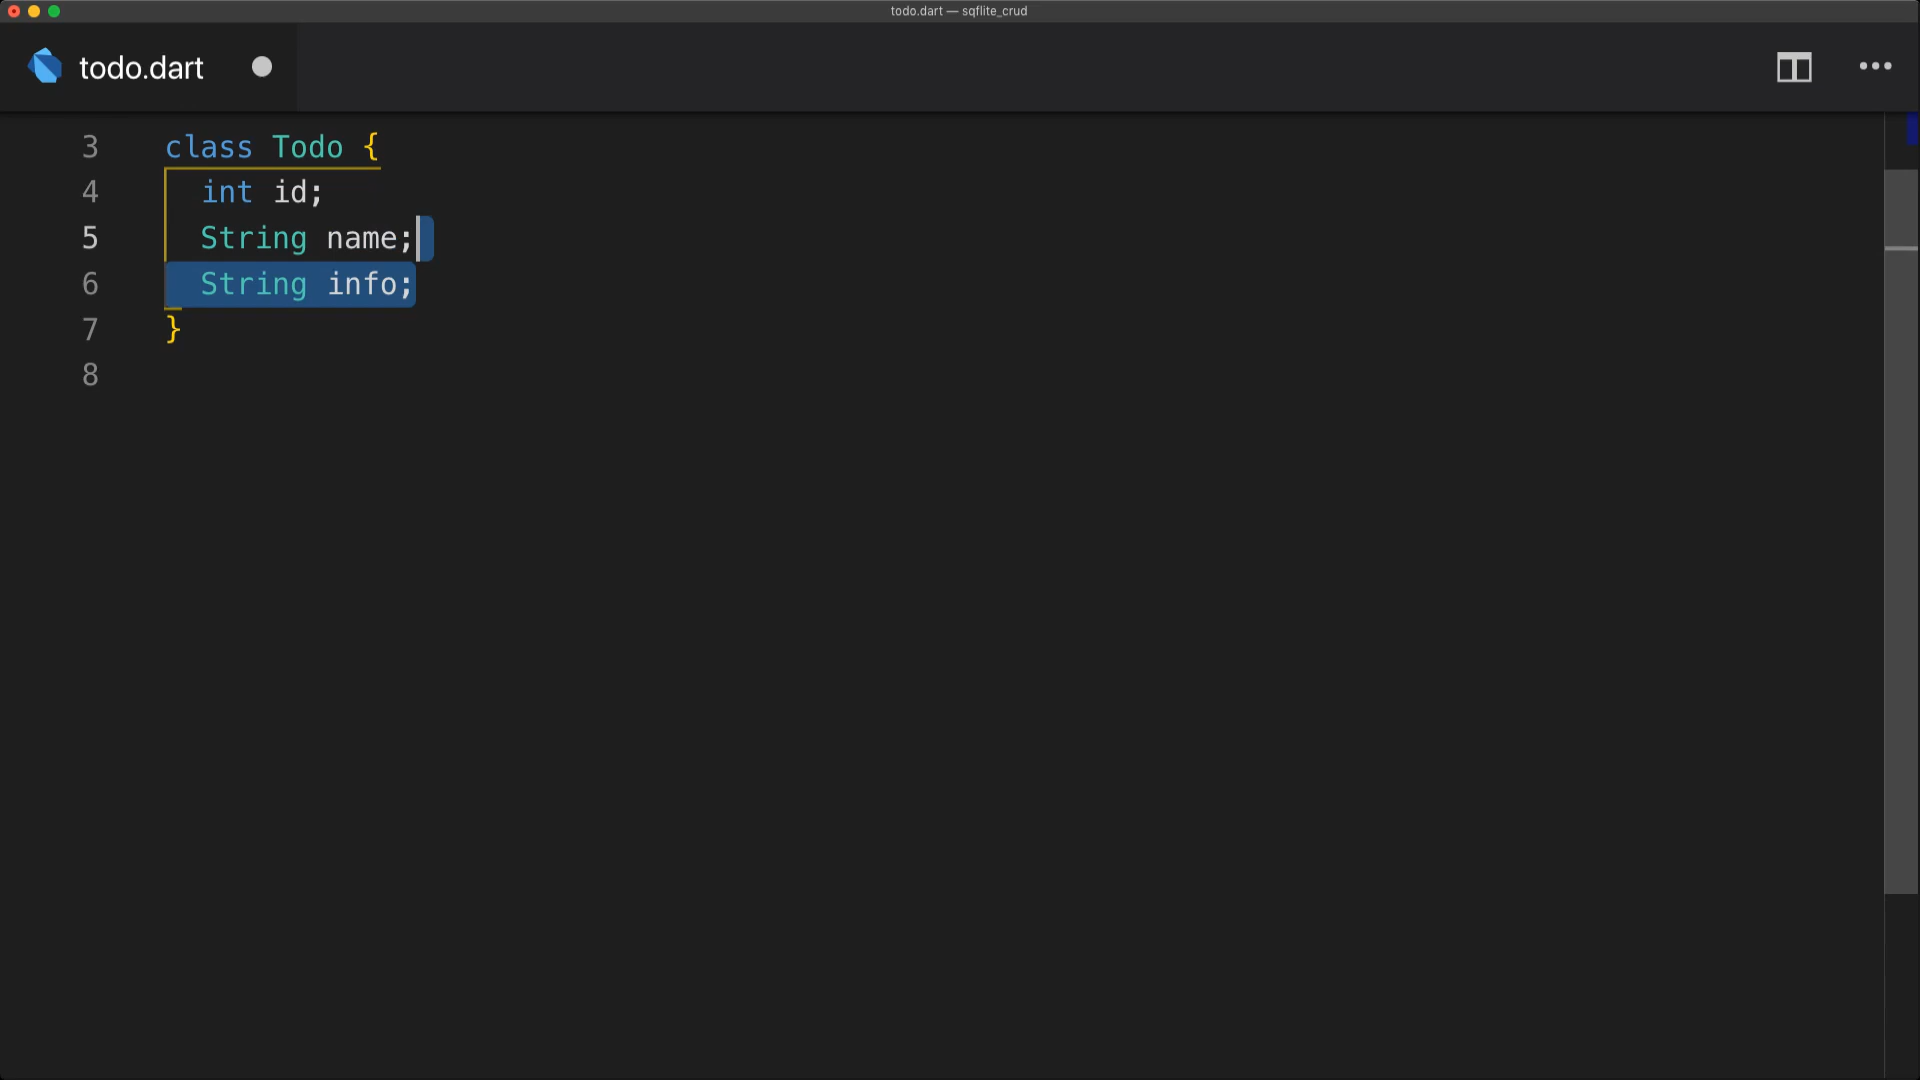 todo.dart — sqflite_crud
todo.dart
3 class Todo {
4 int id;
5 String name;
6 String info;
7 }
8